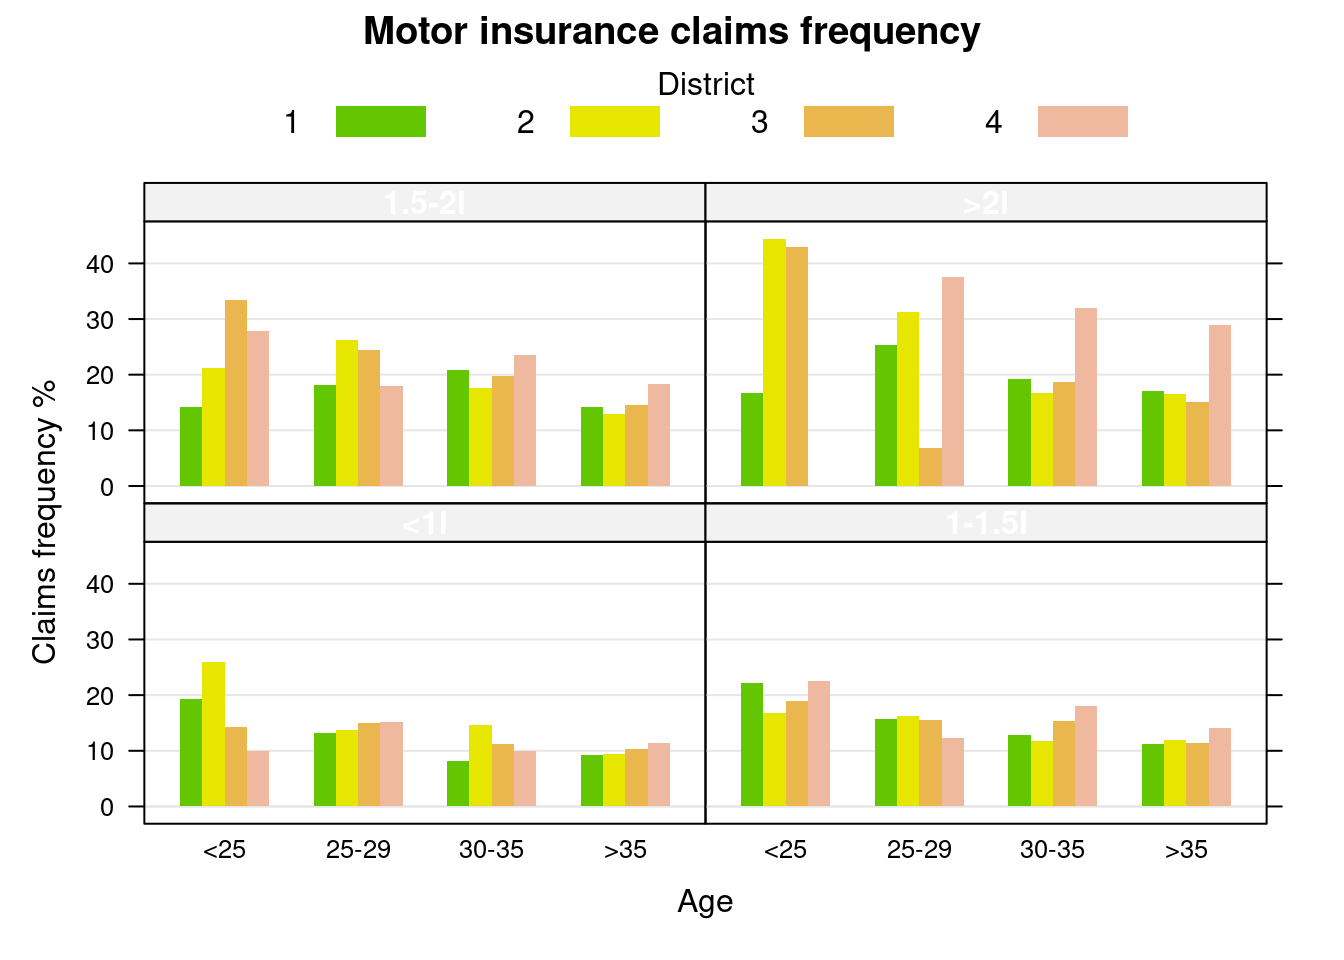 Motor insurance claims frequency
District
1 2 3 4
1.5-2l >2l
40
30
20
10
0
<1l 1-1.5l
40
30
20
10
0
Claims frequency %
<25 25-29 30-35 >35 <25 25-29 30-35 >35
Age